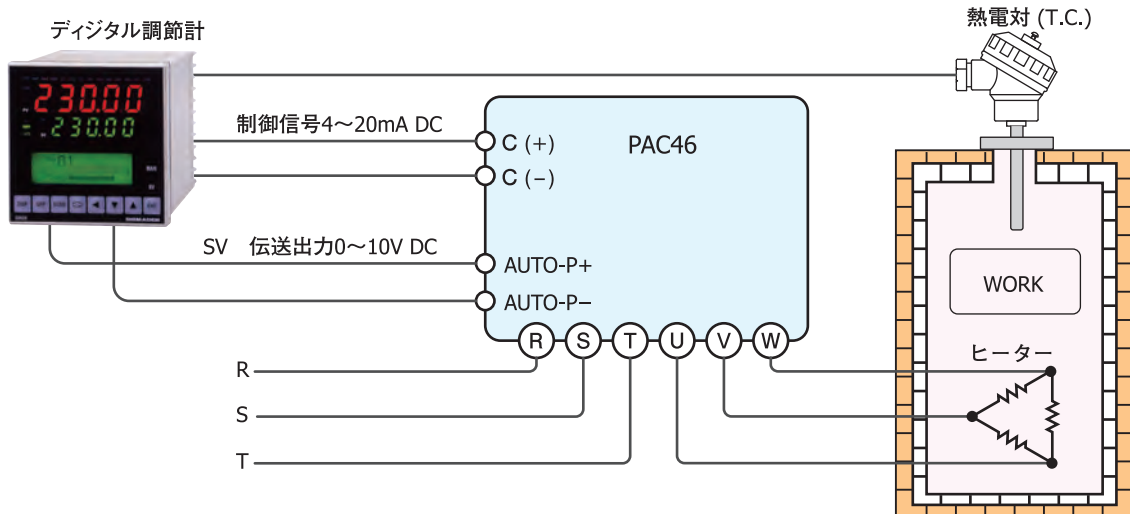 ディジタル調節計
熱電対 (T.C.)
230.00
230.00
制御信号4～20mA DC
C (+)
PAC46
C (−)
SV 伝送出力0～10V DC
AUTO-P+
AUTO-P−
WORK
R S T U V W
ヒーター
R
S
T